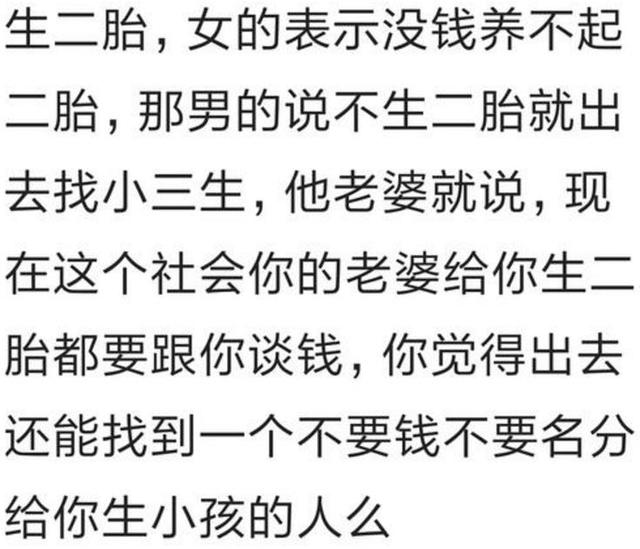 生二胎，女的表示没钱养不起
二胎，那男的说不生二胎就出
去找小三生，他老婆就说，现
在这个社会你的老婆给你生二
胎都要跟你谈钱，你觉得出去
还能找到一个不要钱不要名分
给你生小孩的人么